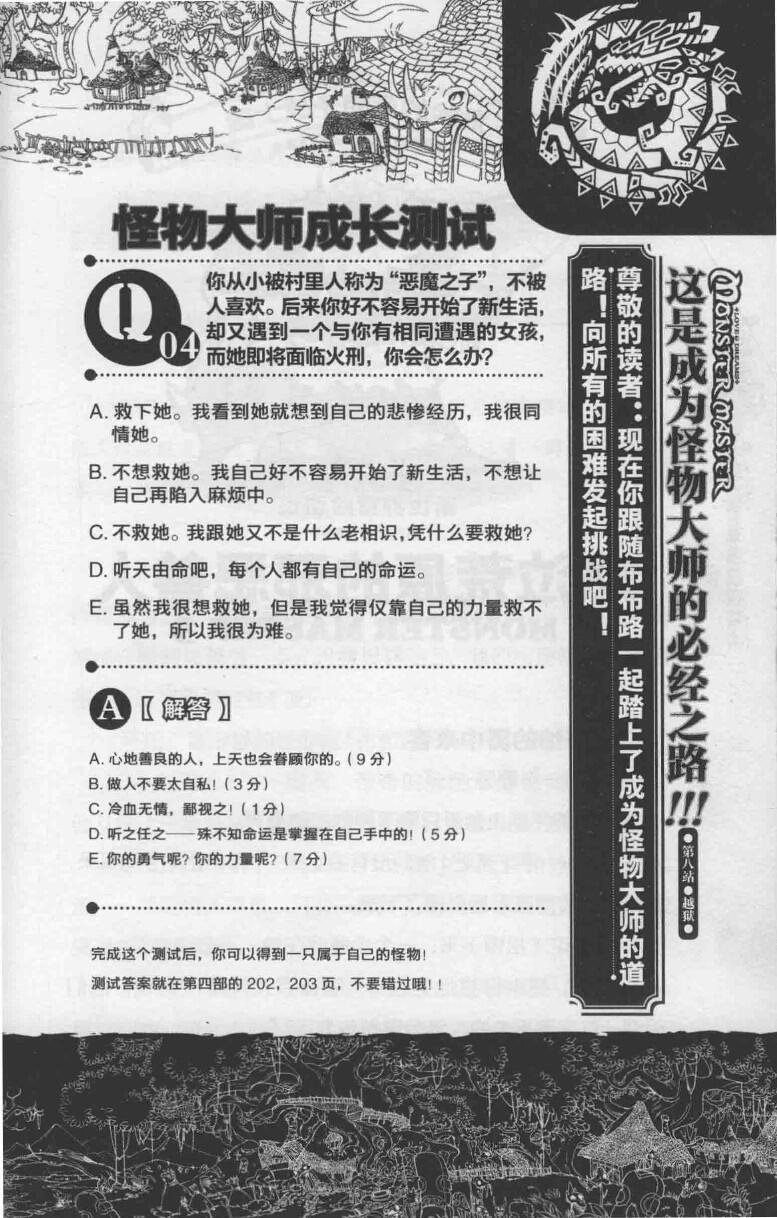 怪物大师成长测试
Q04
你从小被村里人称为“恶魔之子”，不被
人喜欢。后来你好不容易开始了新生活，
却又遇到一个与你有相同遭遇的女孩，
而她即将面临火刑，你会怎么办？
A. 救下她。我看到她就想到自己的悲惨经历，我很同
情她。
B. 不想救她。我自己好不容易开始了新生活，不想让
自己再陷入麻烦中。
C. 不救她。我跟她又不是什么老相识，凭什么要救她？
D. 听天由命吧，每个人都有自己的命运。
E. 虽然我很想救她，但是我觉得仅靠自己的力量救不
了她，所以我很为难。
A【解答】
A. 心地善良的人，上天也会眷顾你的。（9分）
B. 做人不要太自私！（3分）
C. 冷血无情，鄙视之！（1分）
D. 听之任之——殊不知命运是掌握在自己手中的！（5分）
E. 你的勇气呢？你的力量呢？（7分）
完成这个测试后，你可以得到一只属于自己的怪物！
测试答案就在第四部的202，203页，不要错过哦！！
MONSTER MASTER
+LOVE & DREAMS+
这是成为怪物大师的必经之路!!!
●第八站●越狱●
尊敬的读者：现在你跟随布布路一起踏上了成为怪物大师的道
路！向所有的困难发起挑战吧！